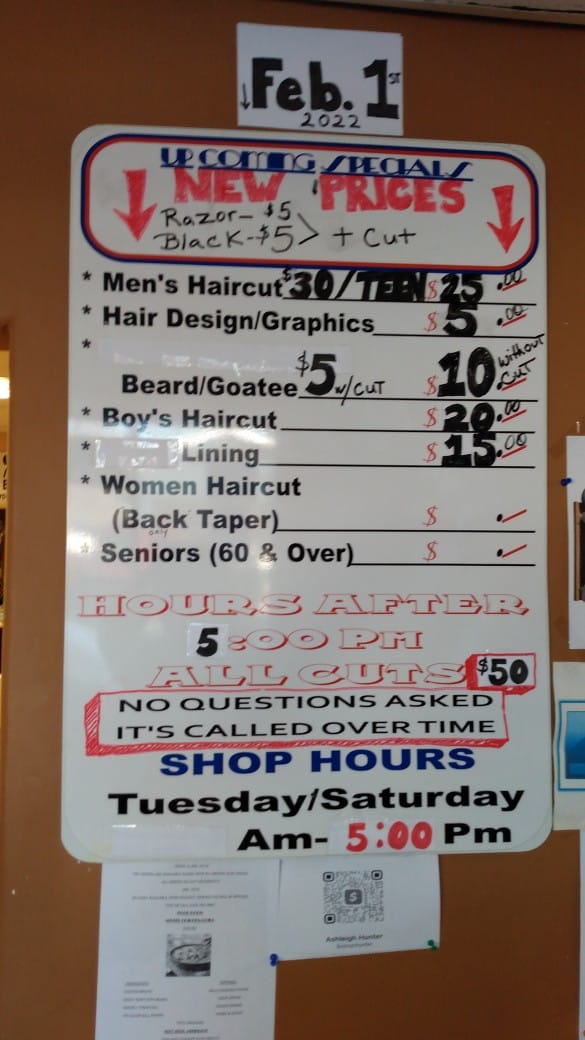 ↓Feb. 1ST
2022
UP COMING SPECIALS
NEW PRICES
Razor- $5
Black-$5 > + Cut
* Men's Haircut $30/TEEN $25.00
* Hair Design/Graphics $5.00
*
Beard/Goatee $5 w/CUT $10 without CUT
* Boy's Haircut $20.00
* Lining $15.00
* Women Haircut
(Back Taper) $ .-
only
* Seniors (60 & Over) $ .-
HOURS AFTER
5:00 PM
ALL CUTS $50
NO QUESTIONS ASKED
IT'S CALLED OVER TIME
SHOP HOURS
Tuesday/Saturday
Am- 5:00 Pm
Ashleigh Hunter